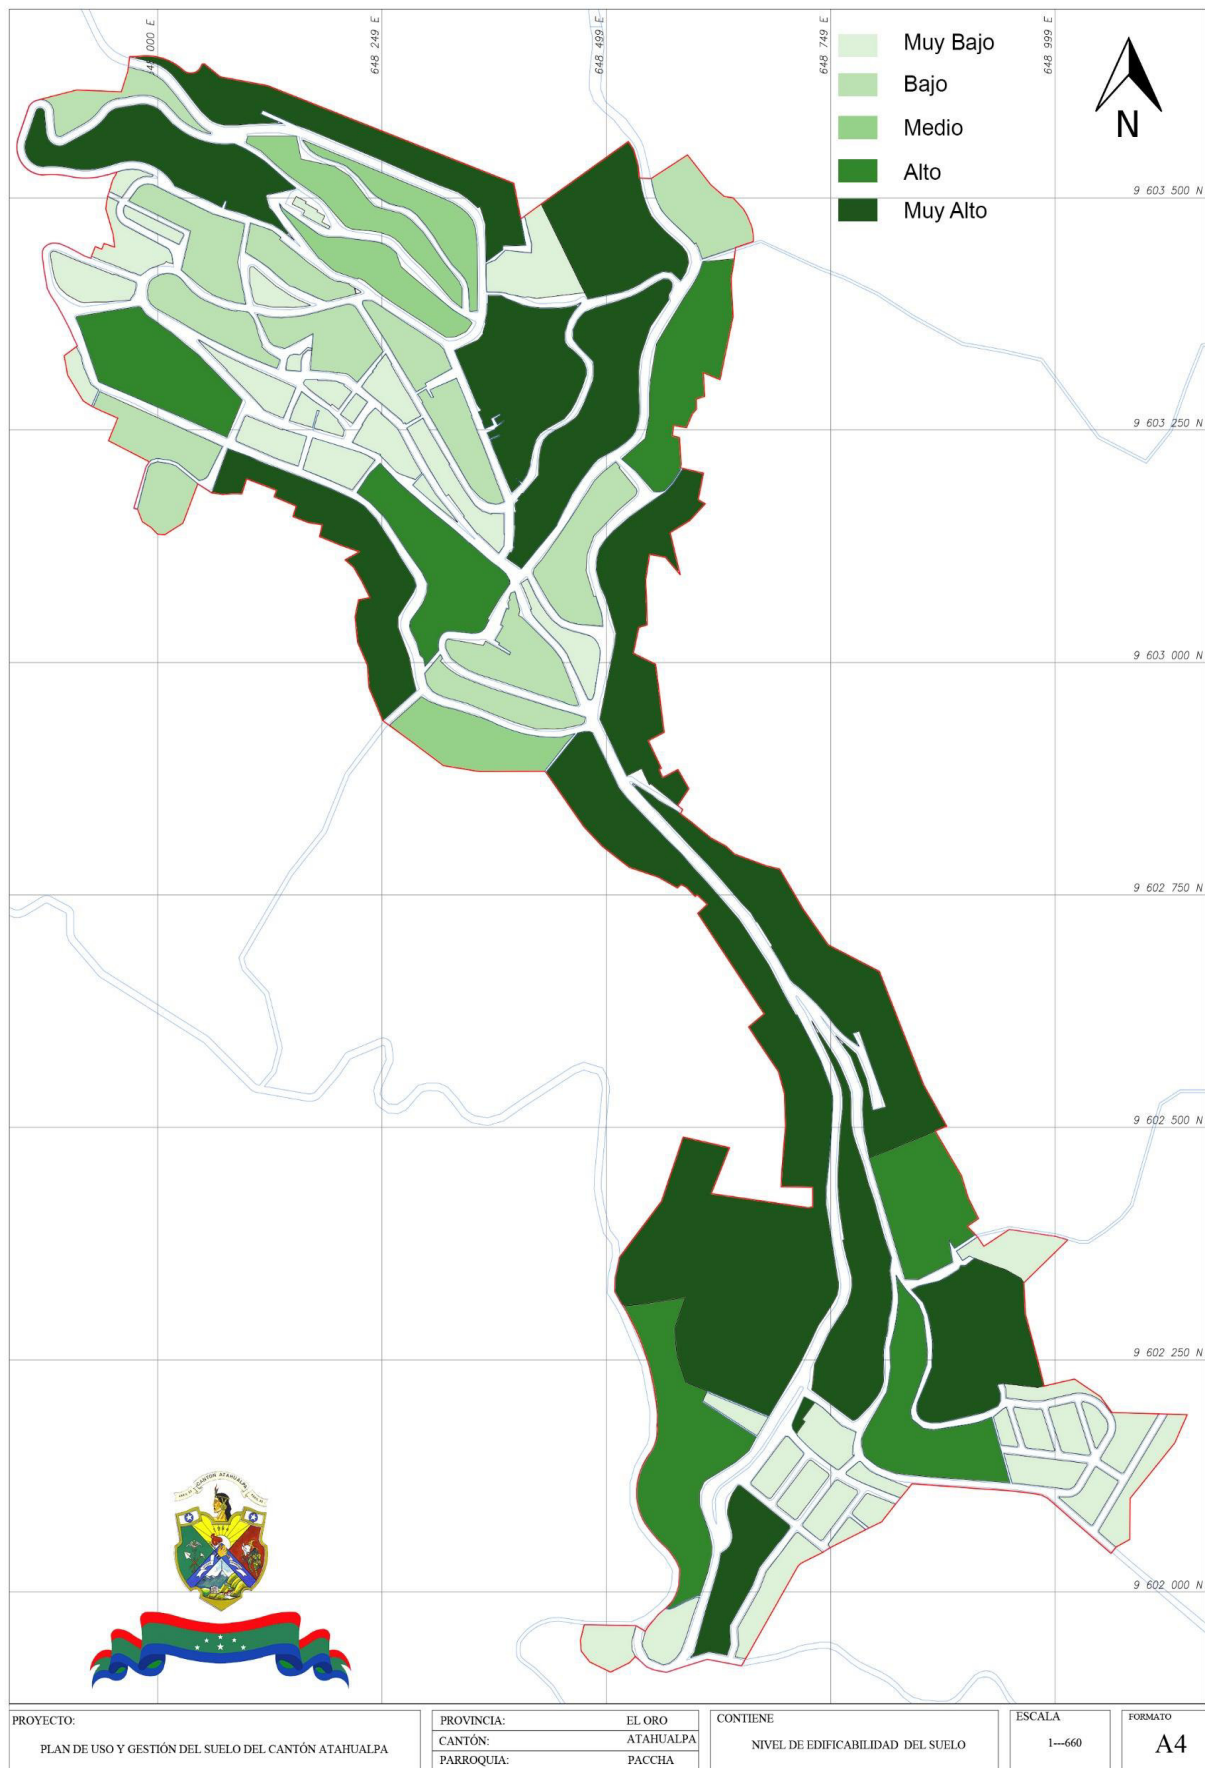 48 000 E
648 249 E
648 499 E
648 749 E
648 999 E
Muy Bajo
Bajo
Medio
Alto
Muy Alto
N
9 603 500 N
9 603 250 N
9 603 000 N
9 602 750 N
9 602 500 N
9 602 250 N
9 602 000 N
CANTÓN ATAHUALPA
PROYECTO:
PLAN DE USO Y GESTIÓN DEL SUELO DEL CANTÓN ATAHUALPA
PROVINCIA: EL ORO
CANTÓN: ATAHUALPA
PARROQUIA: PACCHA
CONTIENE
NIVEL DE EDIFICABILIDAD DEL SUELO
ESCALA
1---660
FORMATO
A4